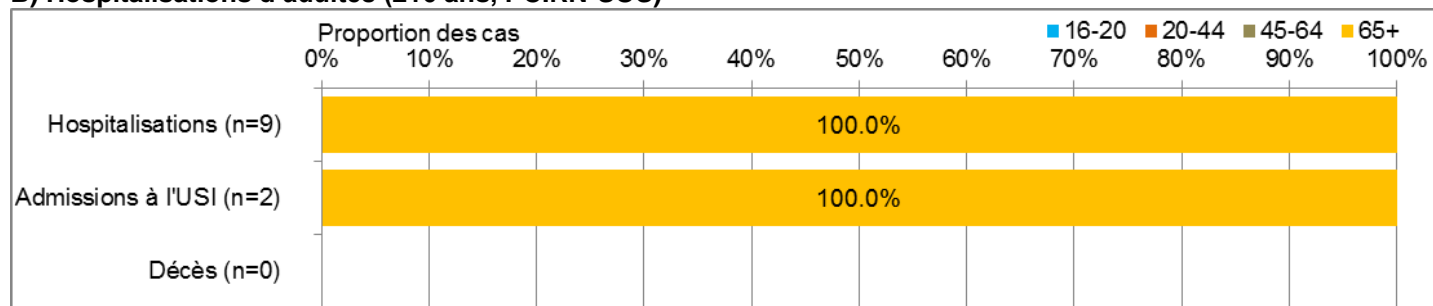 Proportion des cas
16-20 20-44 45-64 65+
0% 10% 20% 30% 40% 50% 60% 70% 80% 90% 100%
Hospitalisations (n=9) 100.0%
Admissions à l'USI (n=2) 100.0%
Décès (n=0)